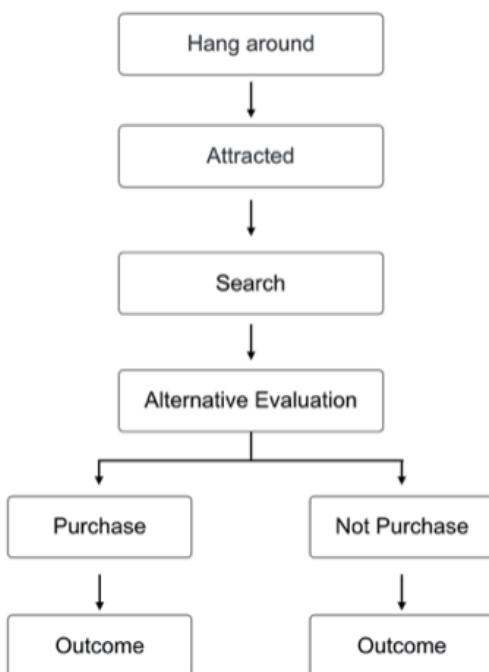 Hang around
Attracted
Search
Alternative Evaluation
Purchase
Not Purchase
Outcome
Outcome